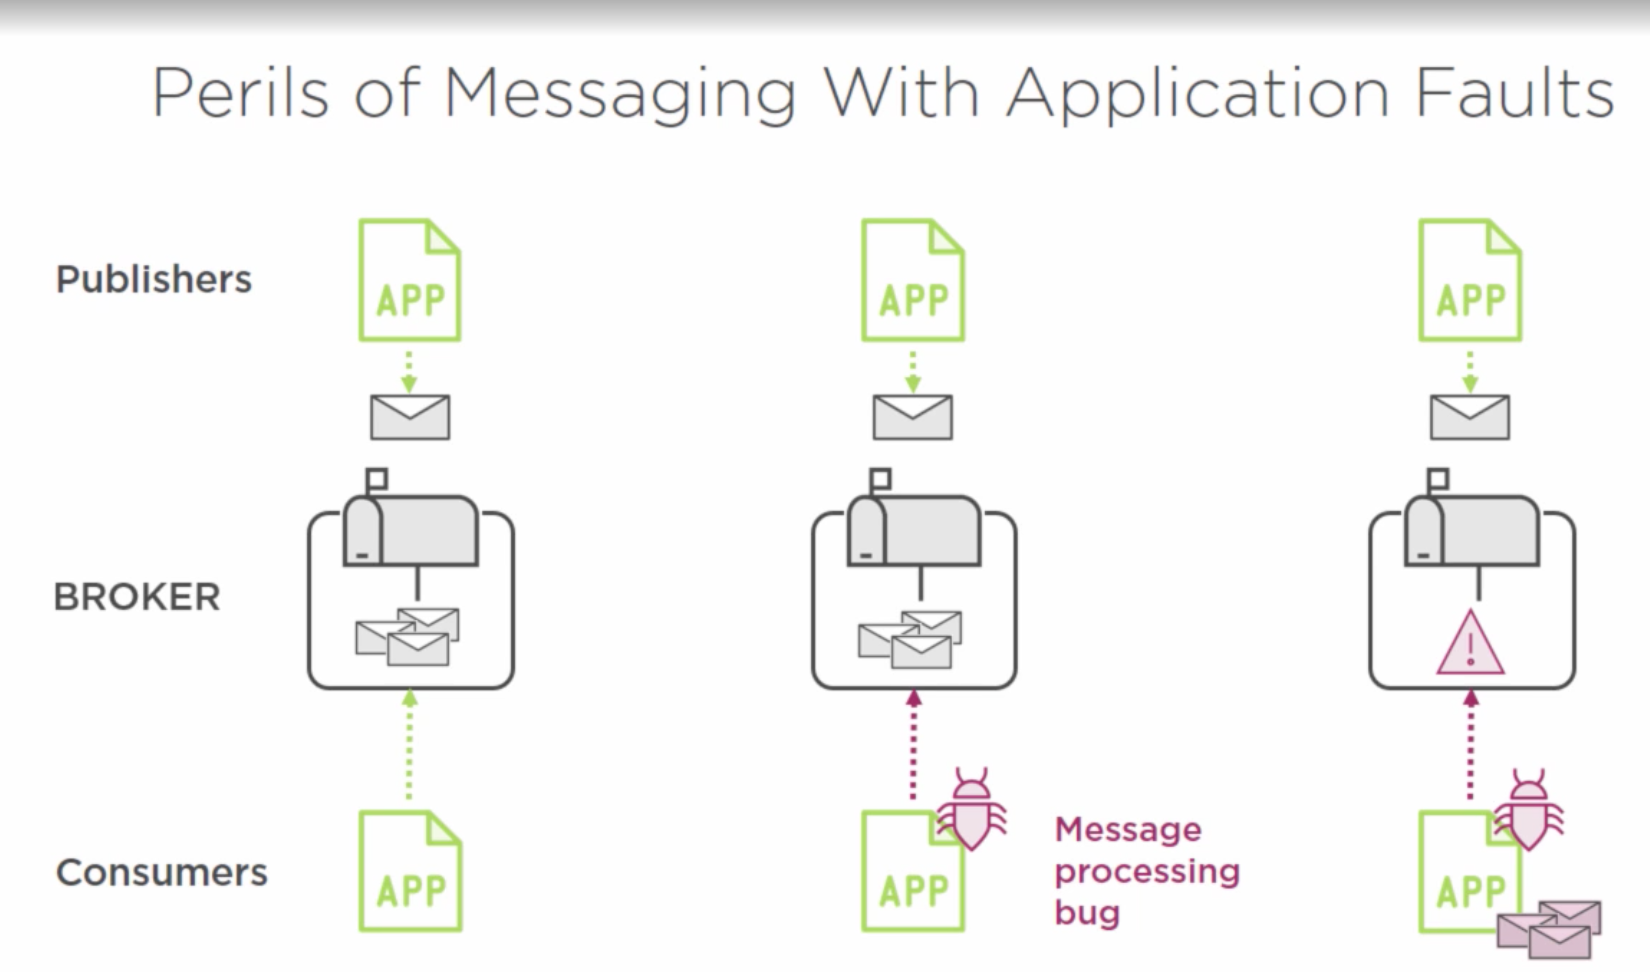 Perils of Messaging With Application Faults
Publishers
APP
APP
APP
BROKER
Consumers
APP
APP
Message
processing
bug
APP